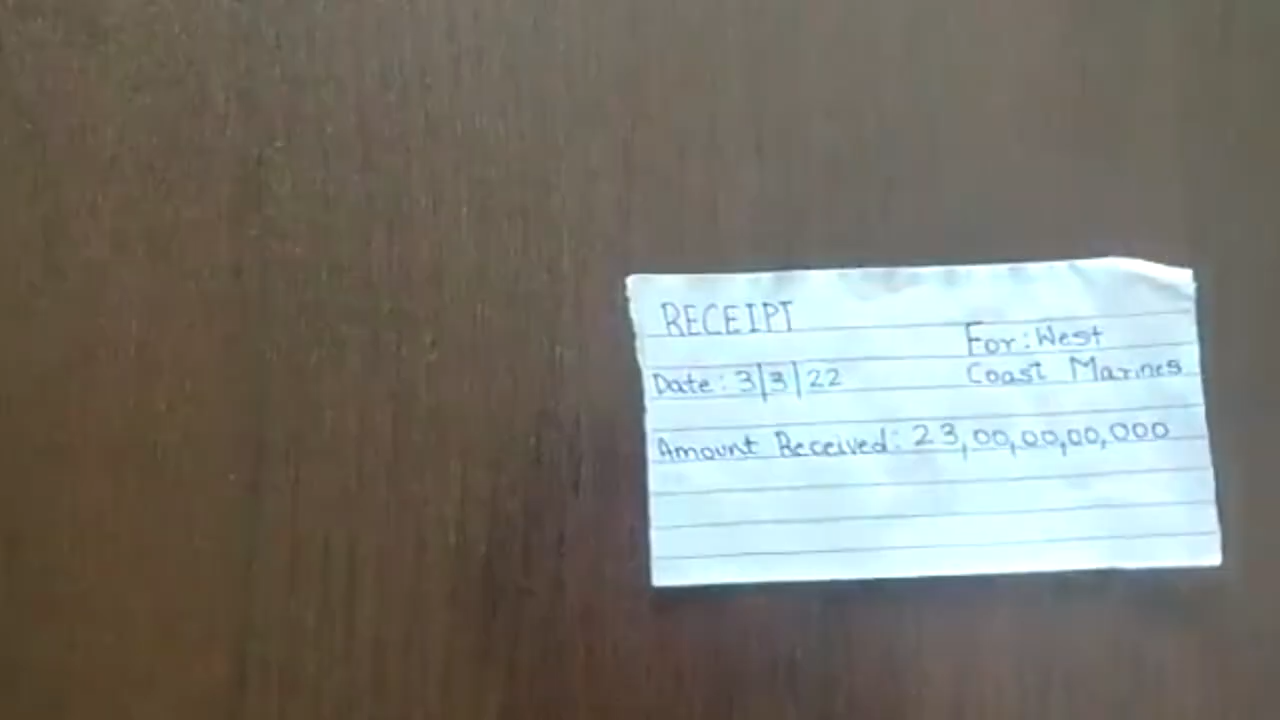 RECEIPT
For: West
Coast Marines
Date: 3/3/22
Amount Received: 23,00,00,00,000